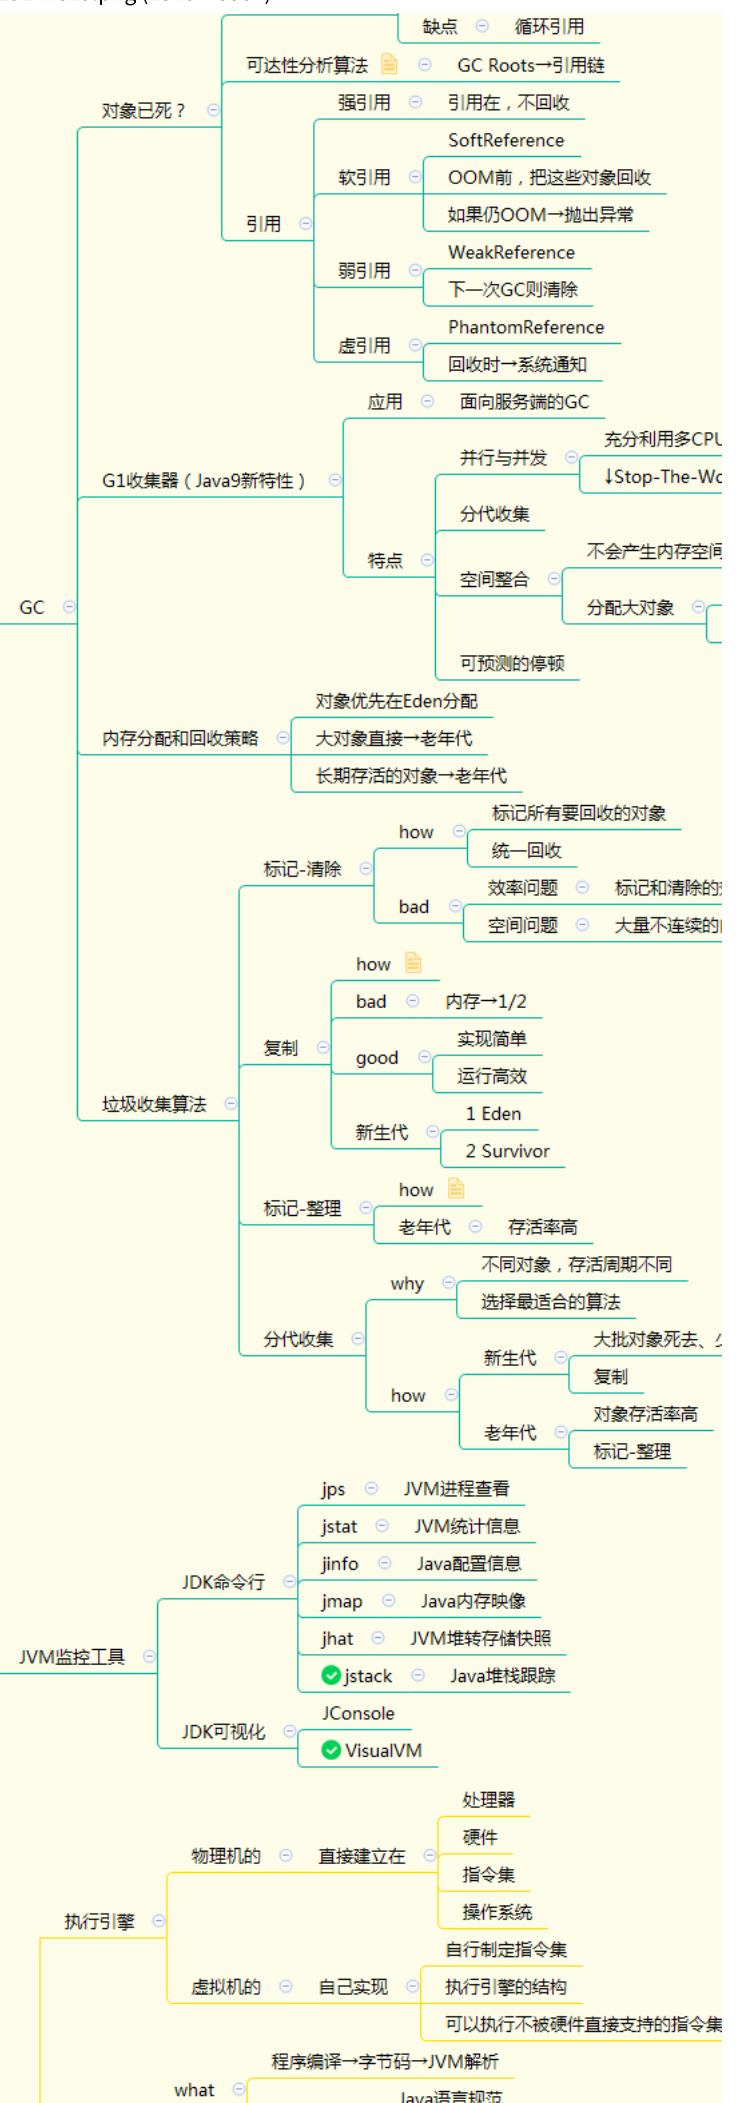 缺点 循环引用
可达性分析算法 GC Roots→引用链
对象已死？
强引用 引用在，不回收
SoftReference
软引用 OOM前，把这些对象回收
如果仍OOM→抛出异常
引用
WeakReference
弱引用
下一次GC则清除
PhantomReference
虚引用
回收时→系统通知
应用 面向服务端的GC
充分利用多CPU
并行与并发
↓Stop-The-Wo
G1收集器（Java9新特性）
分代收集
特点
不会产生内存空间
空间整合
分配大对象
GC
可预测的停顿
对象优先在Eden分配
内存分配和回收策略 大对象直接→老年代
长期存活的对象→老年代
标记所有要回收的对象
how
统一回收
标记-清除
效率问题 标记和清除的
bad
空间问题 大量不连续的
how
bad 内存→1/2
复制
实现简单
good
运行高效
垃圾收集算法
1 Eden
新生代
2 Survivor
how
标记-整理
老年代 存活率高
不同对象，存活周期不同
why
选择最适合的算法
分代收集
大批对象死去、
新生代
复制
how
对象存活率高
老年代
标记-整理
jps JVM进程查看
jstat JVM统计信息
jinfo Java配置信息
JDK命令行
jmap Java内存映像
jhat JVM堆转存储快照
JVM监控工具
jstack Java堆栈跟踪
JConsole
JDK可视化
VisualVM
处理器
硬件
物理机的 直接建立在
指令集
操作系统
执行引擎
自行制定指令集
虚拟机的 自己实现 执行引擎的结构
可以执行不被硬件直接支持的指令集
程序编译→字节码→JVM解析
what
Java语言规范